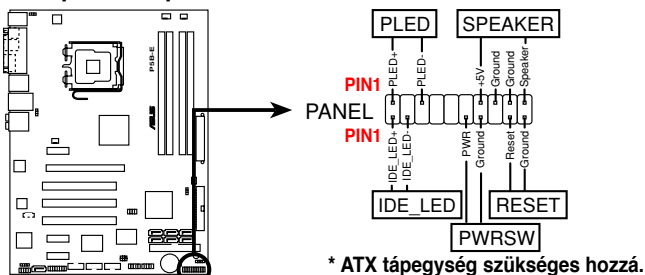 PLED SPEAKER
PLED+
PLED-
+5V
Ground
Ground
Speaker
PIN1
PANEL
PIN1
IDE_LED+
IDE_LED-
PWR
Ground
Reset
Ground
IDE_LED RESET
PWRSW
* ATX tápegység szükséges hozzá.
P5B-E
ASUS